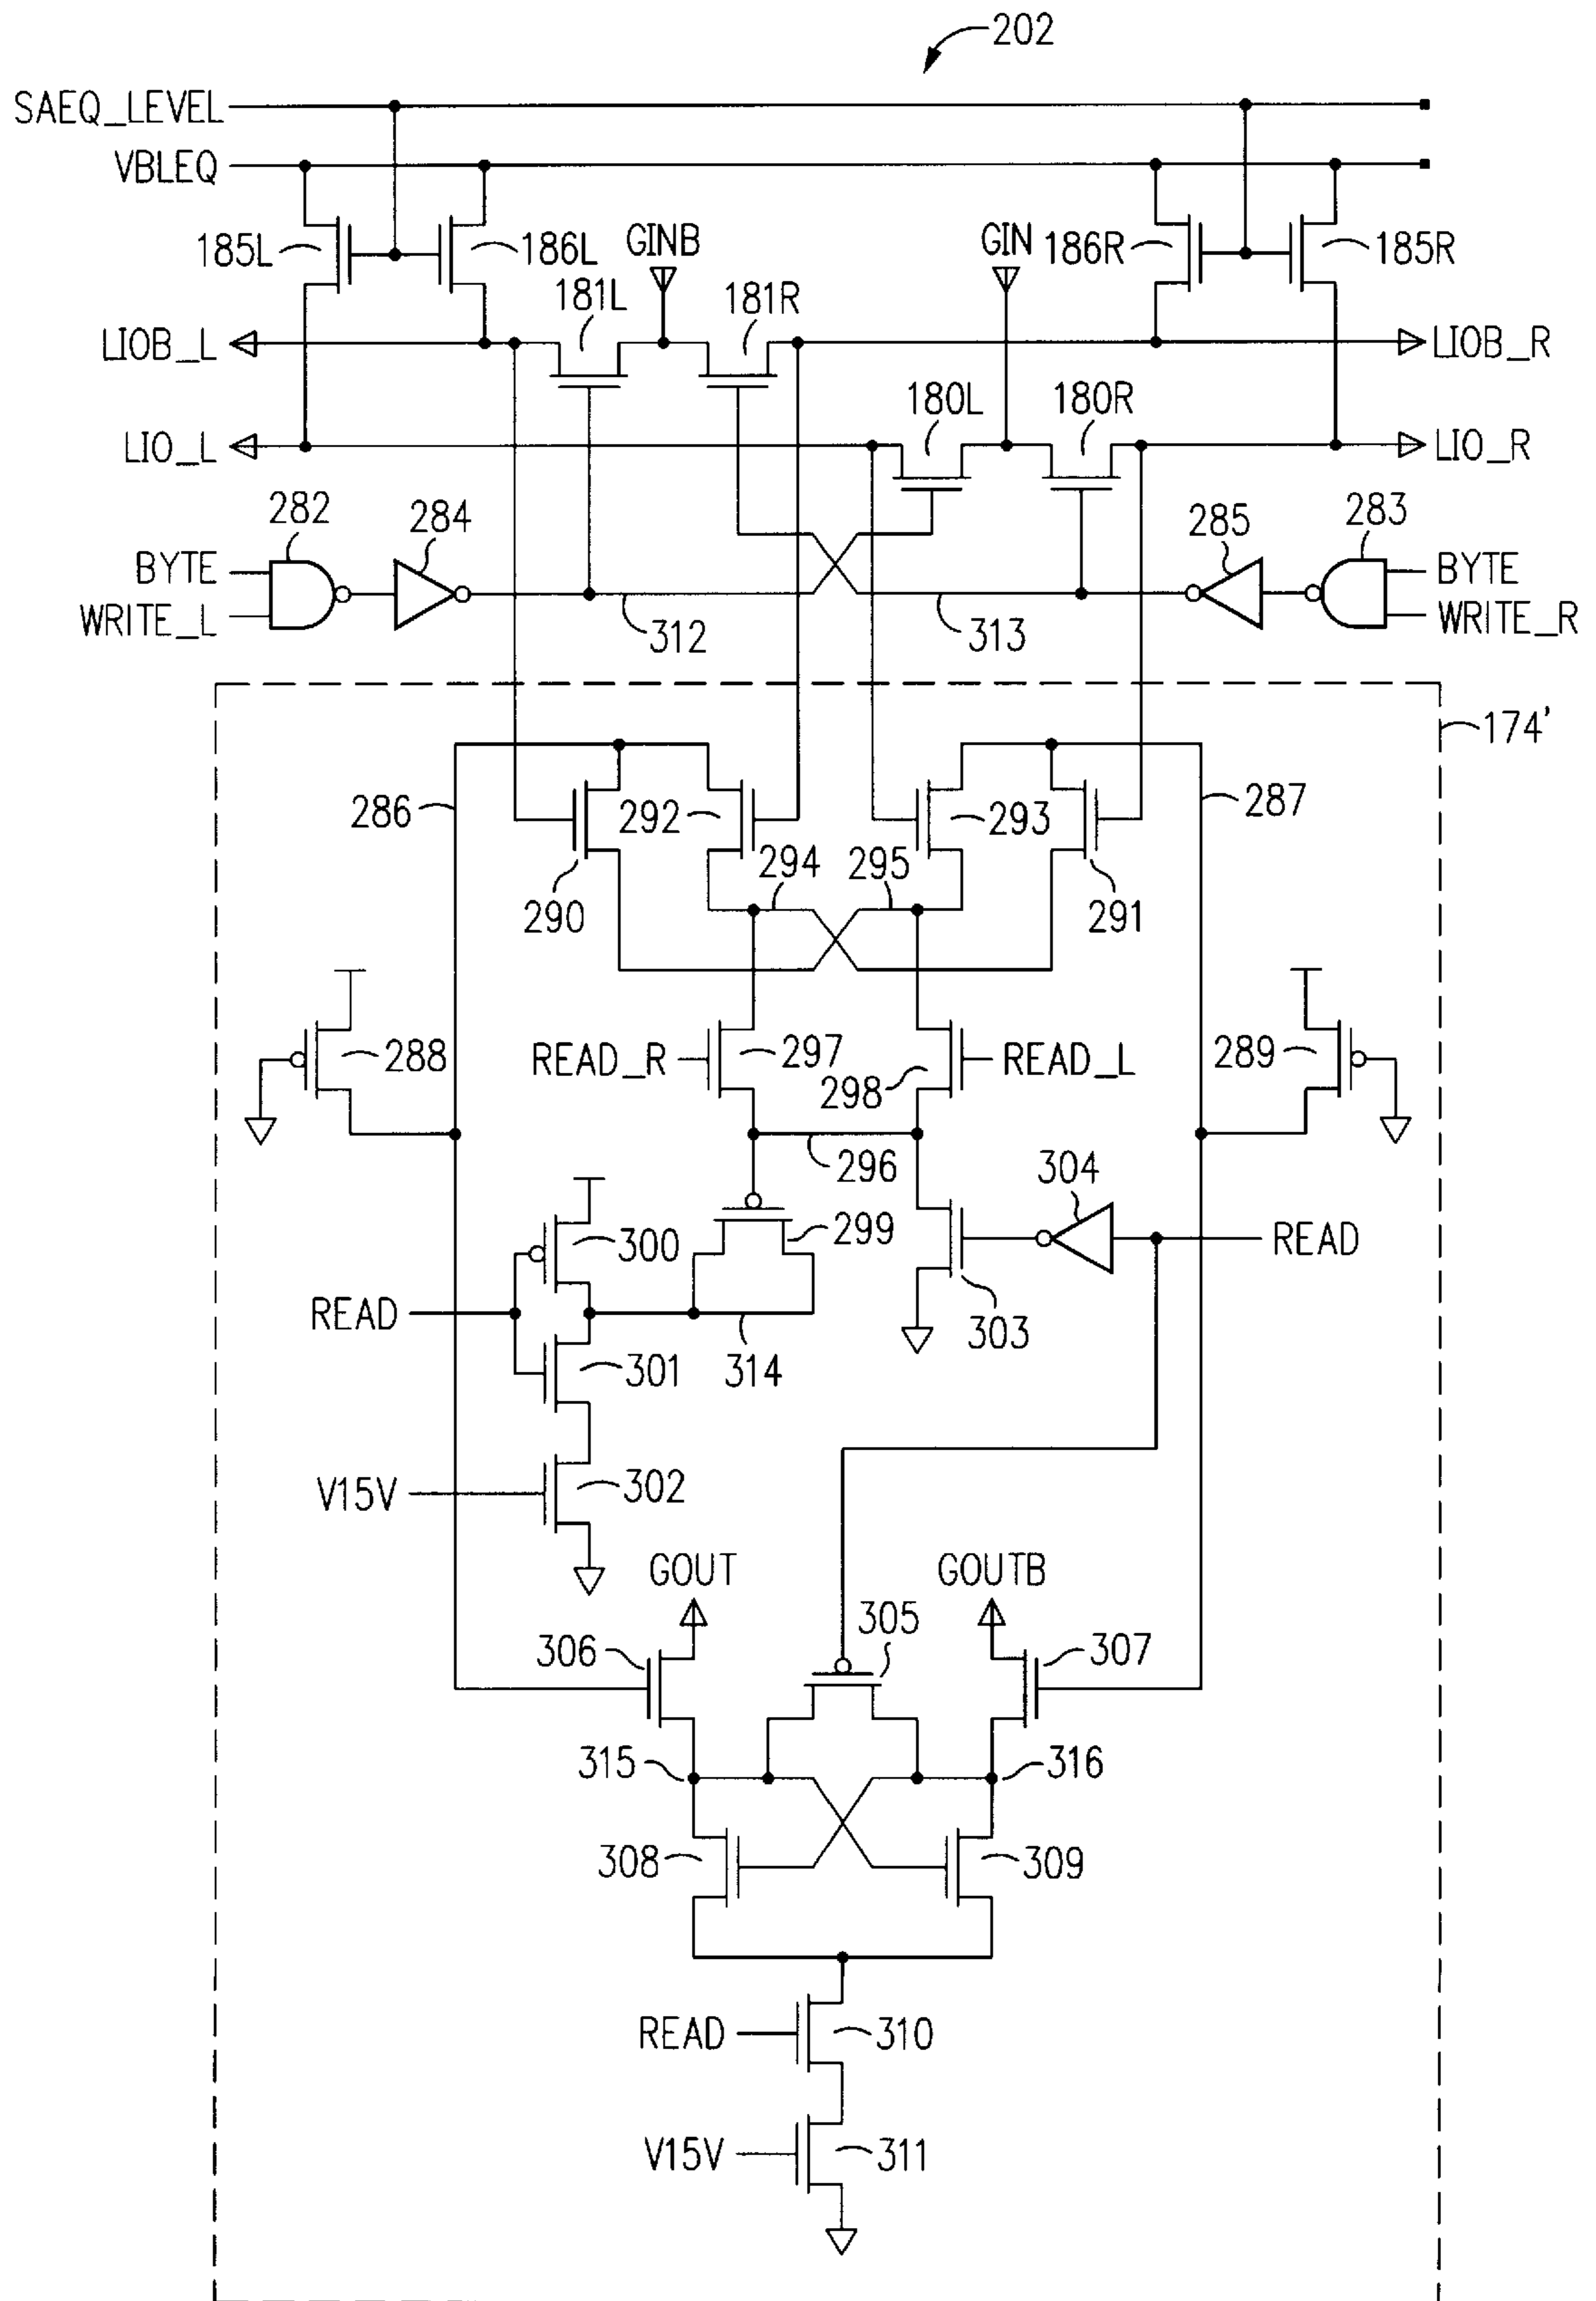 202
SAEQ_LEVEL
VBLEQ
185L
186L
GINB
GIN
186R
185R
181L
181R
LIOB_L
LIOB_R
180L
180R
LIO_L
LIO_R
282
284
285
283
BYTE
BYTE
WRITE_L
WRITE_R
312
313
174'
286
292
293
287
294
295
290
291
288
READ_R
297
298
READ_L
289
296
304
300
299
READ
READ
303
301
314
V15V
302
GOUT
GOUTB
305
306
307
315
316
308
309
READ
310
V15V
311